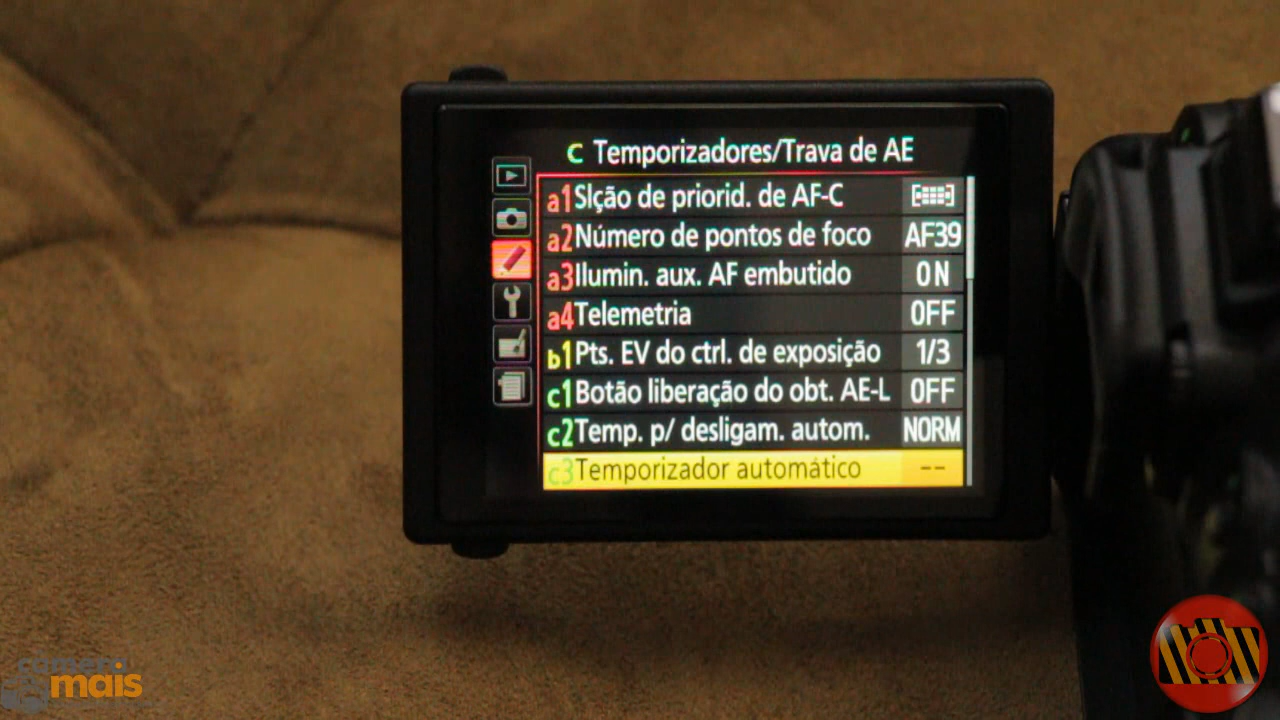 c Temporizadores/Trava de AE
a1 Slção de priorid. de AF-C
a2 Número de pontos de foco AF39
a3 Ilumin. aux. AF embutido ON
a4 Telemetria OFF
b1 Pts. EV do ctrl. de exposição 1/3
c1 Botão liberação do obt. AE-L OFF
c2 Temp. p/ desligam. autom. NORM
c3 Temporizador automático --
câmera
mais